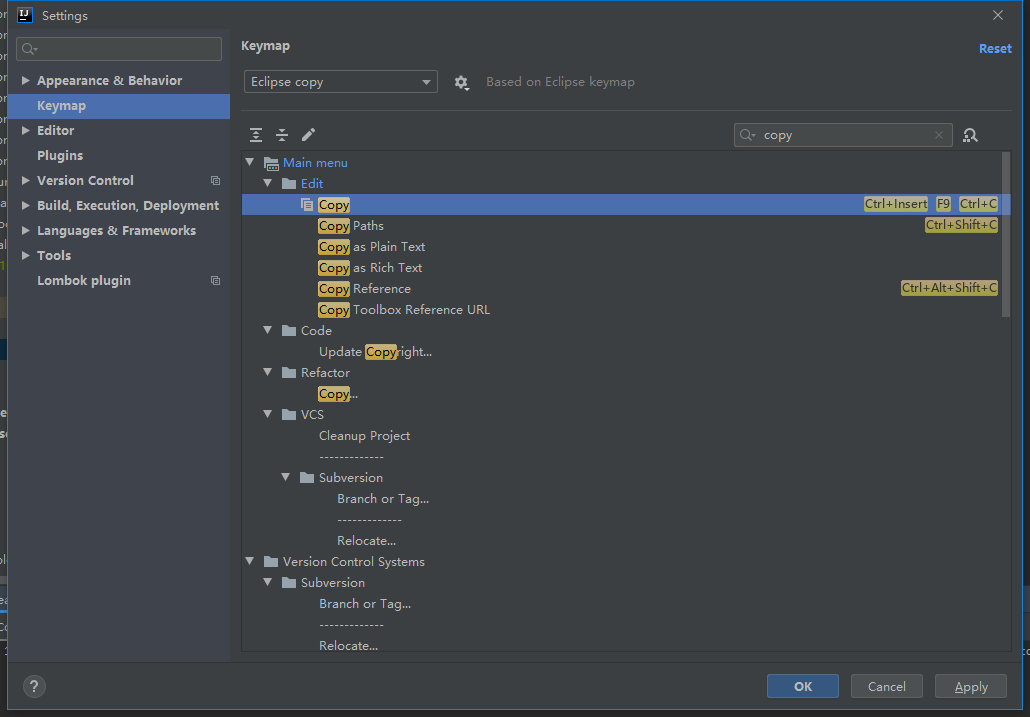 IJ Settings
Keymap
Reset
Appearance & Behavior
Keymap
Editor
Plugins
Version Control
Build, Execution, Deployment
Languages & Frameworks
Tools
Lombok plugin
Eclipse copy Based on Eclipse keymap
copy
Main menu
Edit
Copy Ctrl+Insert F9 Ctrl+C
Copy Paths Ctrl+Shift+C
Copy as Plain Text
Copy as Rich Text
Copy Reference Ctrl+Alt+Shift+C
Copy Toolbox Reference URL
Code
Update Copyright...
Refactor
Copy...
VCS
Cleanup Project
-------------
Subversion
Branch or Tag...
-------------
Relocate...
Version Control Systems
Subversion
Branch or Tag...
-------------
Relocate...
? OK Cancel Apply